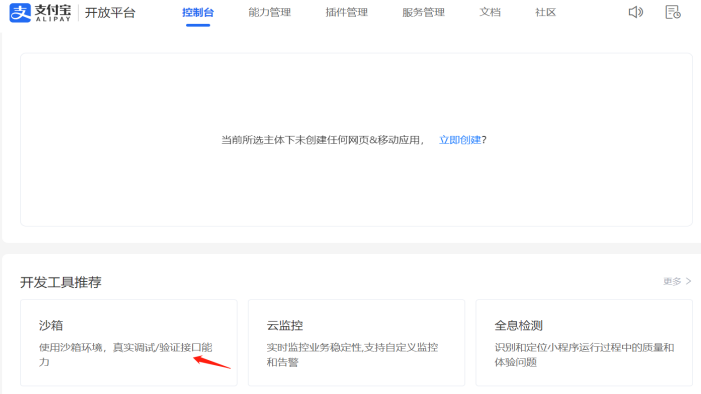 支付宝 开放平台 控制台 能力管理 插件管理 服务管理 文档 社区
ALIPAY
当前所选主体下未创建任何网页&移动应用， 立即创建?
开发工具推荐 更多 >
沙箱 云监控 全息检测
使用沙箱环境，真实调试/验证接口能 实时监控业务稳定性,支持自定义监控 识别和定位小程序运行过程中的质量和
力 和告警 体验问题